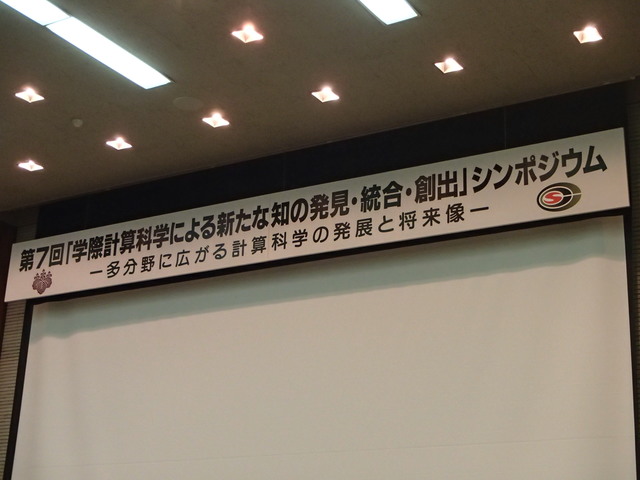 第7回「学際計算科学による新たな知の発見・統合・創出」シンポジウム
－多分野に広がる計算科学の発展と将来像－